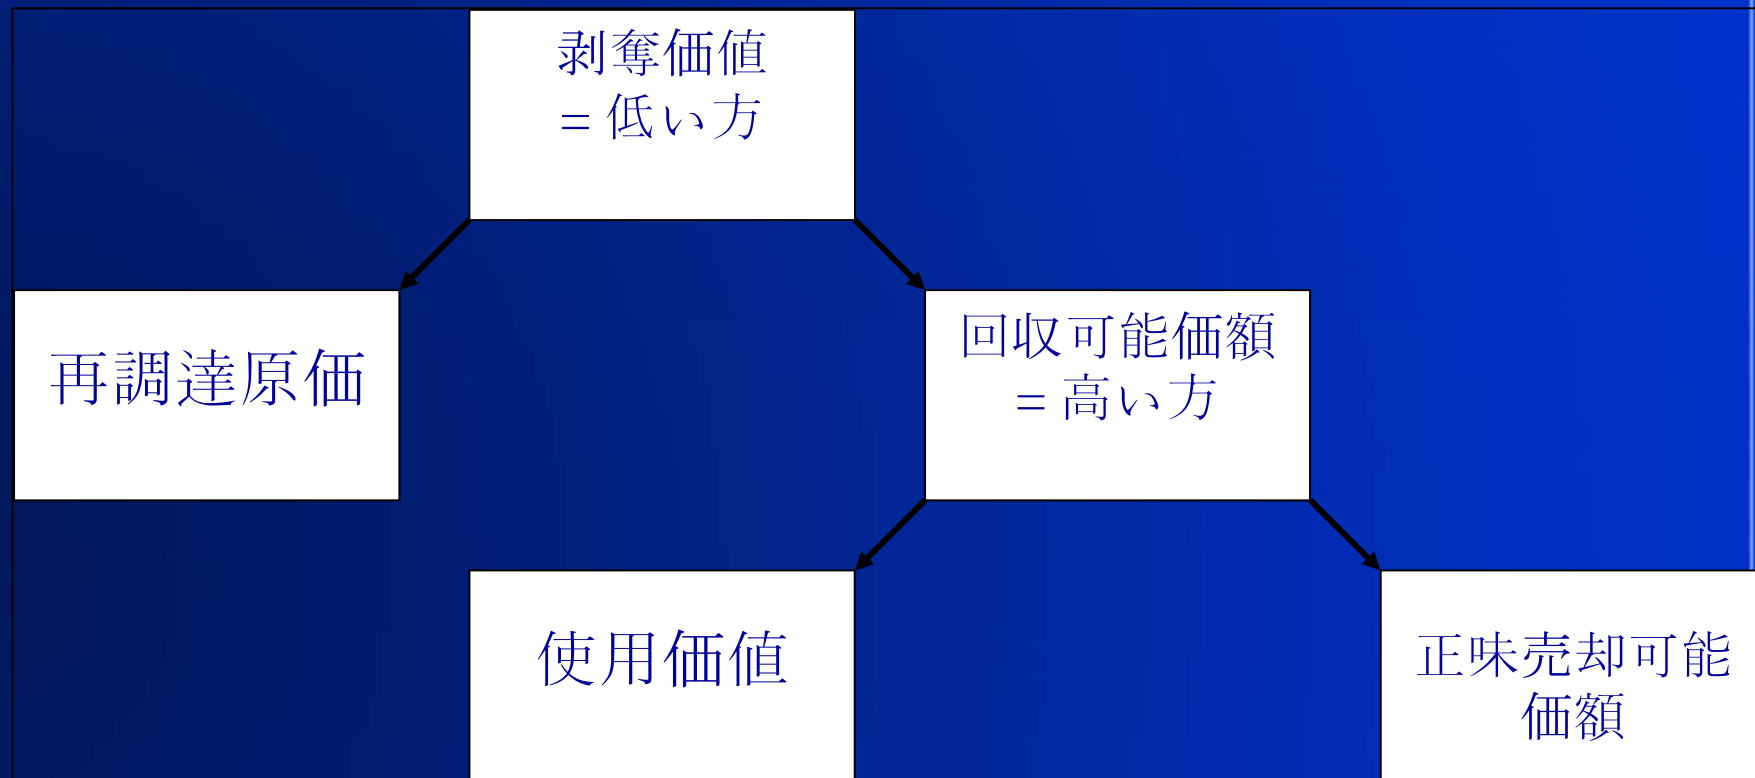 剥奪価値
= 低い方
再調達原価
回収可能価額
= 高い方
使用価値
正味売却可能
価額